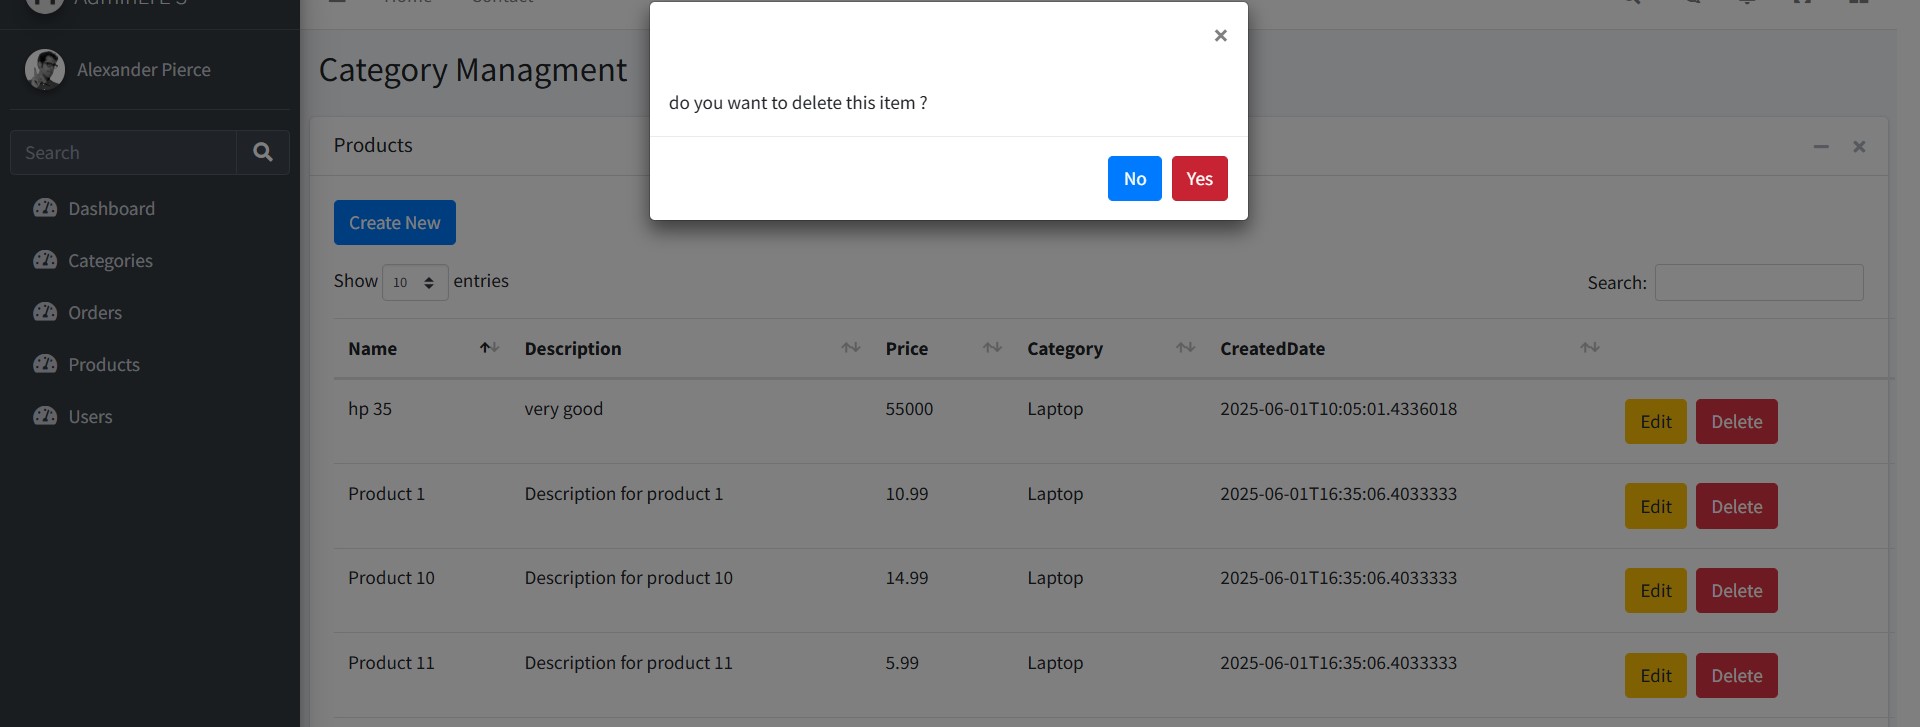 AdminLTE 3
Home Contact
×
Alexander Pierce
Category Managment
do you want to delete this item ?
Search
Products
No Yes
Dashboard
Create New
Categories
Show 10 entries
Search:
Orders
Name Description Price Category CreatedDate
Products
hp 35 very good 55000 Laptop 2025-06-01T10:05:01.4336018 Edit Delete
Users
Product 1 Description for product 1 10.99 Laptop 2025-06-01T16:35:06.4033333 Edit Delete
Product 10 Description for product 10 14.99 Laptop 2025-06-01T16:35:06.4033333 Edit Delete
Product 11 Description for product 11 5.99 Laptop 2025-06-01T16:35:06.4033333 Edit Delete